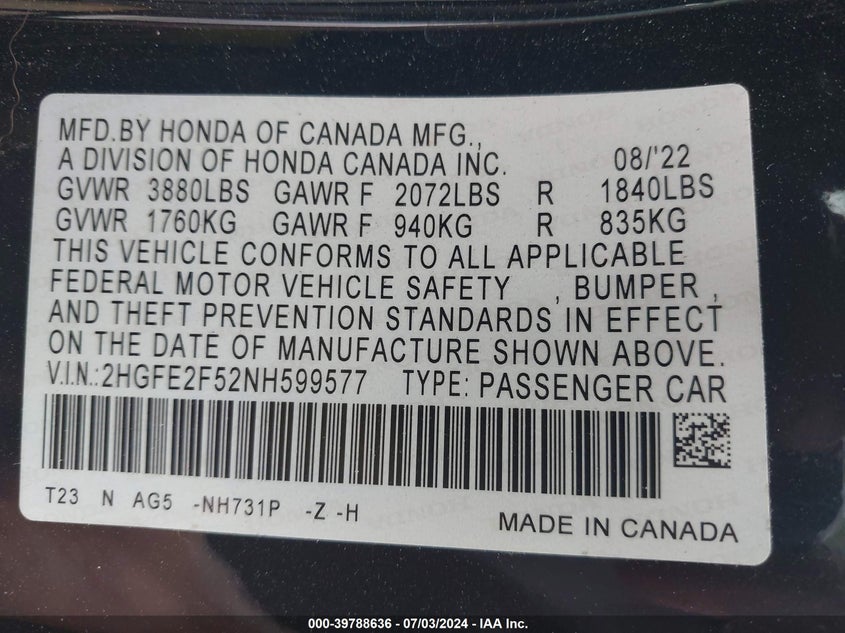 MFD.BY HONDA OF CANADA MFG.,
A DIVISION OF HONDA CANADA INC. 08/'22
GVWR 3880LBS GAWR F 2072LBS R 1840LBS
GVWR 1760KG GAWR F 940KG R 835KG
THIS VEHICLE CONFORMS TO ALL APPLICABLE
FEDERAL MOTOR VEHICLE SAFETY , BUMPER ,
AND THEFT PREVENTION STANDARDS IN EFFECT
ON THE DATE OF MANUFACTURE SHOWN ABOVE.
V.I.N.:2HGFE2F52NH599577 TYPE: PASSENGER CAR
T23 N AG5 -NH731P -Z -H
MADE IN CANADA
000-39788636 / 07/03/2024 - IAA Inc.